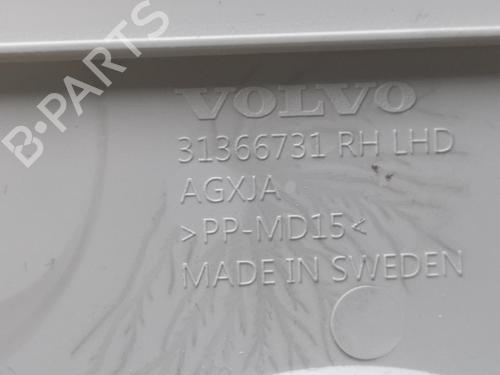 VOLVO
31366731 RH LHD
AGXJA
>PP-MD15<
MADE IN SWEDEN
B-PARTS